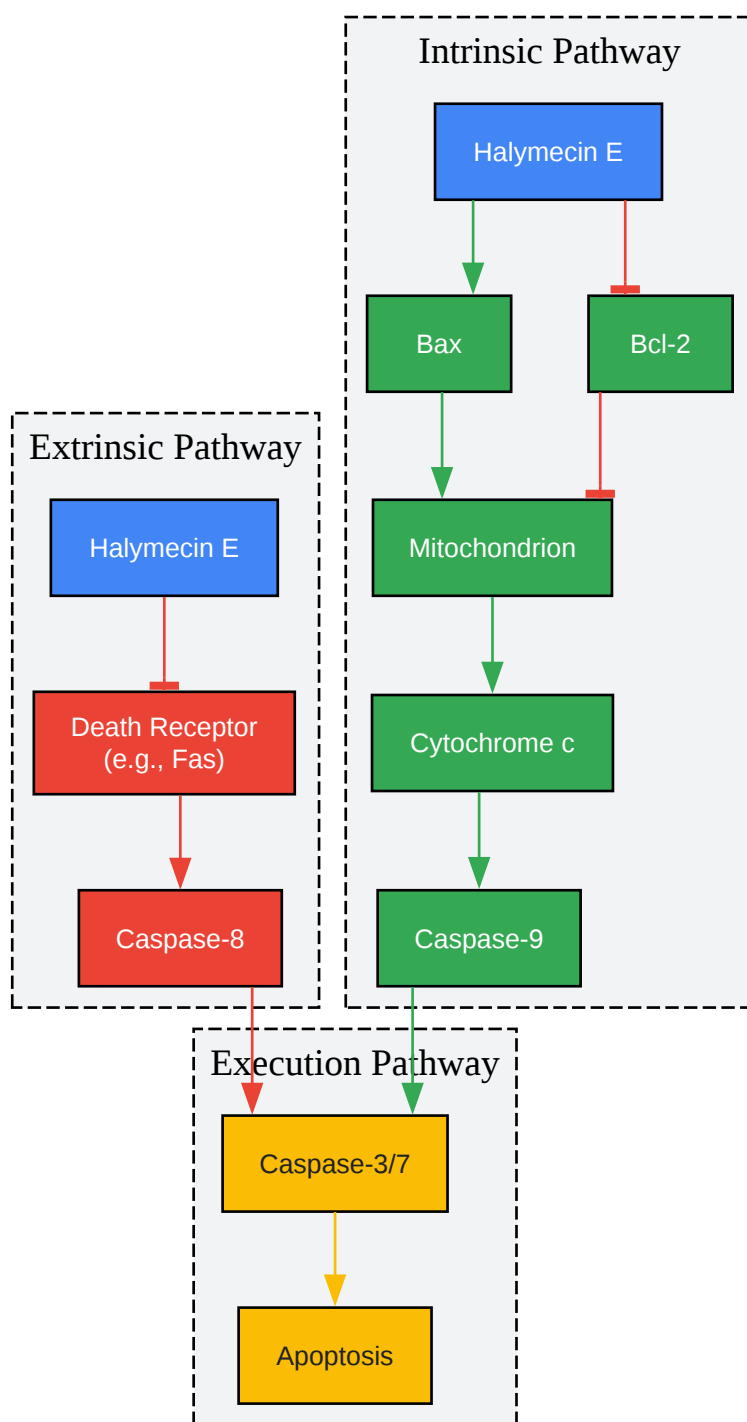 Intrinsic Pathway
Halymecin E
Bax
Bcl-2
Mitochondrion
Cytochrome c
Caspase-9
Extrinsic Pathway
Halymecin E
Death Receptor
(e.g., Fas)
Caspase-8
Execution Pathway
Caspase-3/7
Apoptosis